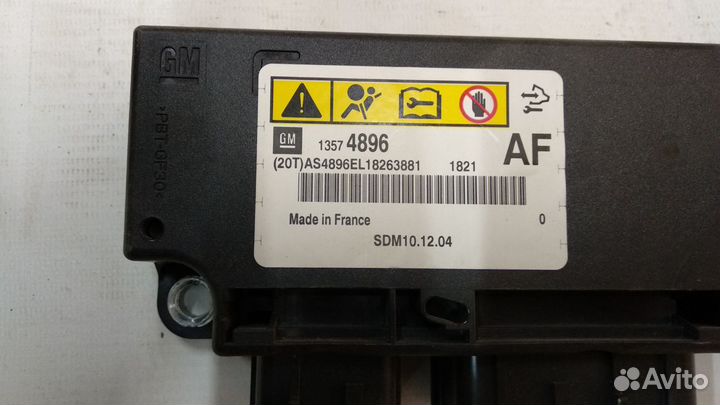 GM
>PBT-GF30<
GM 1357 4896 AF
(20T)AS4896EL18263881 1821
Made in France 0
SDM10.12.04
Avito